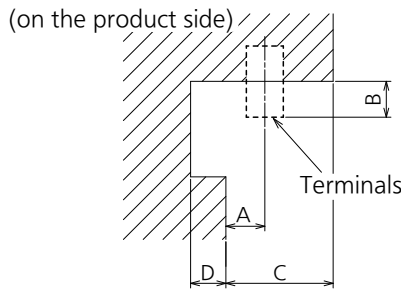 (on the product side)
B
Terminals
A
D
C